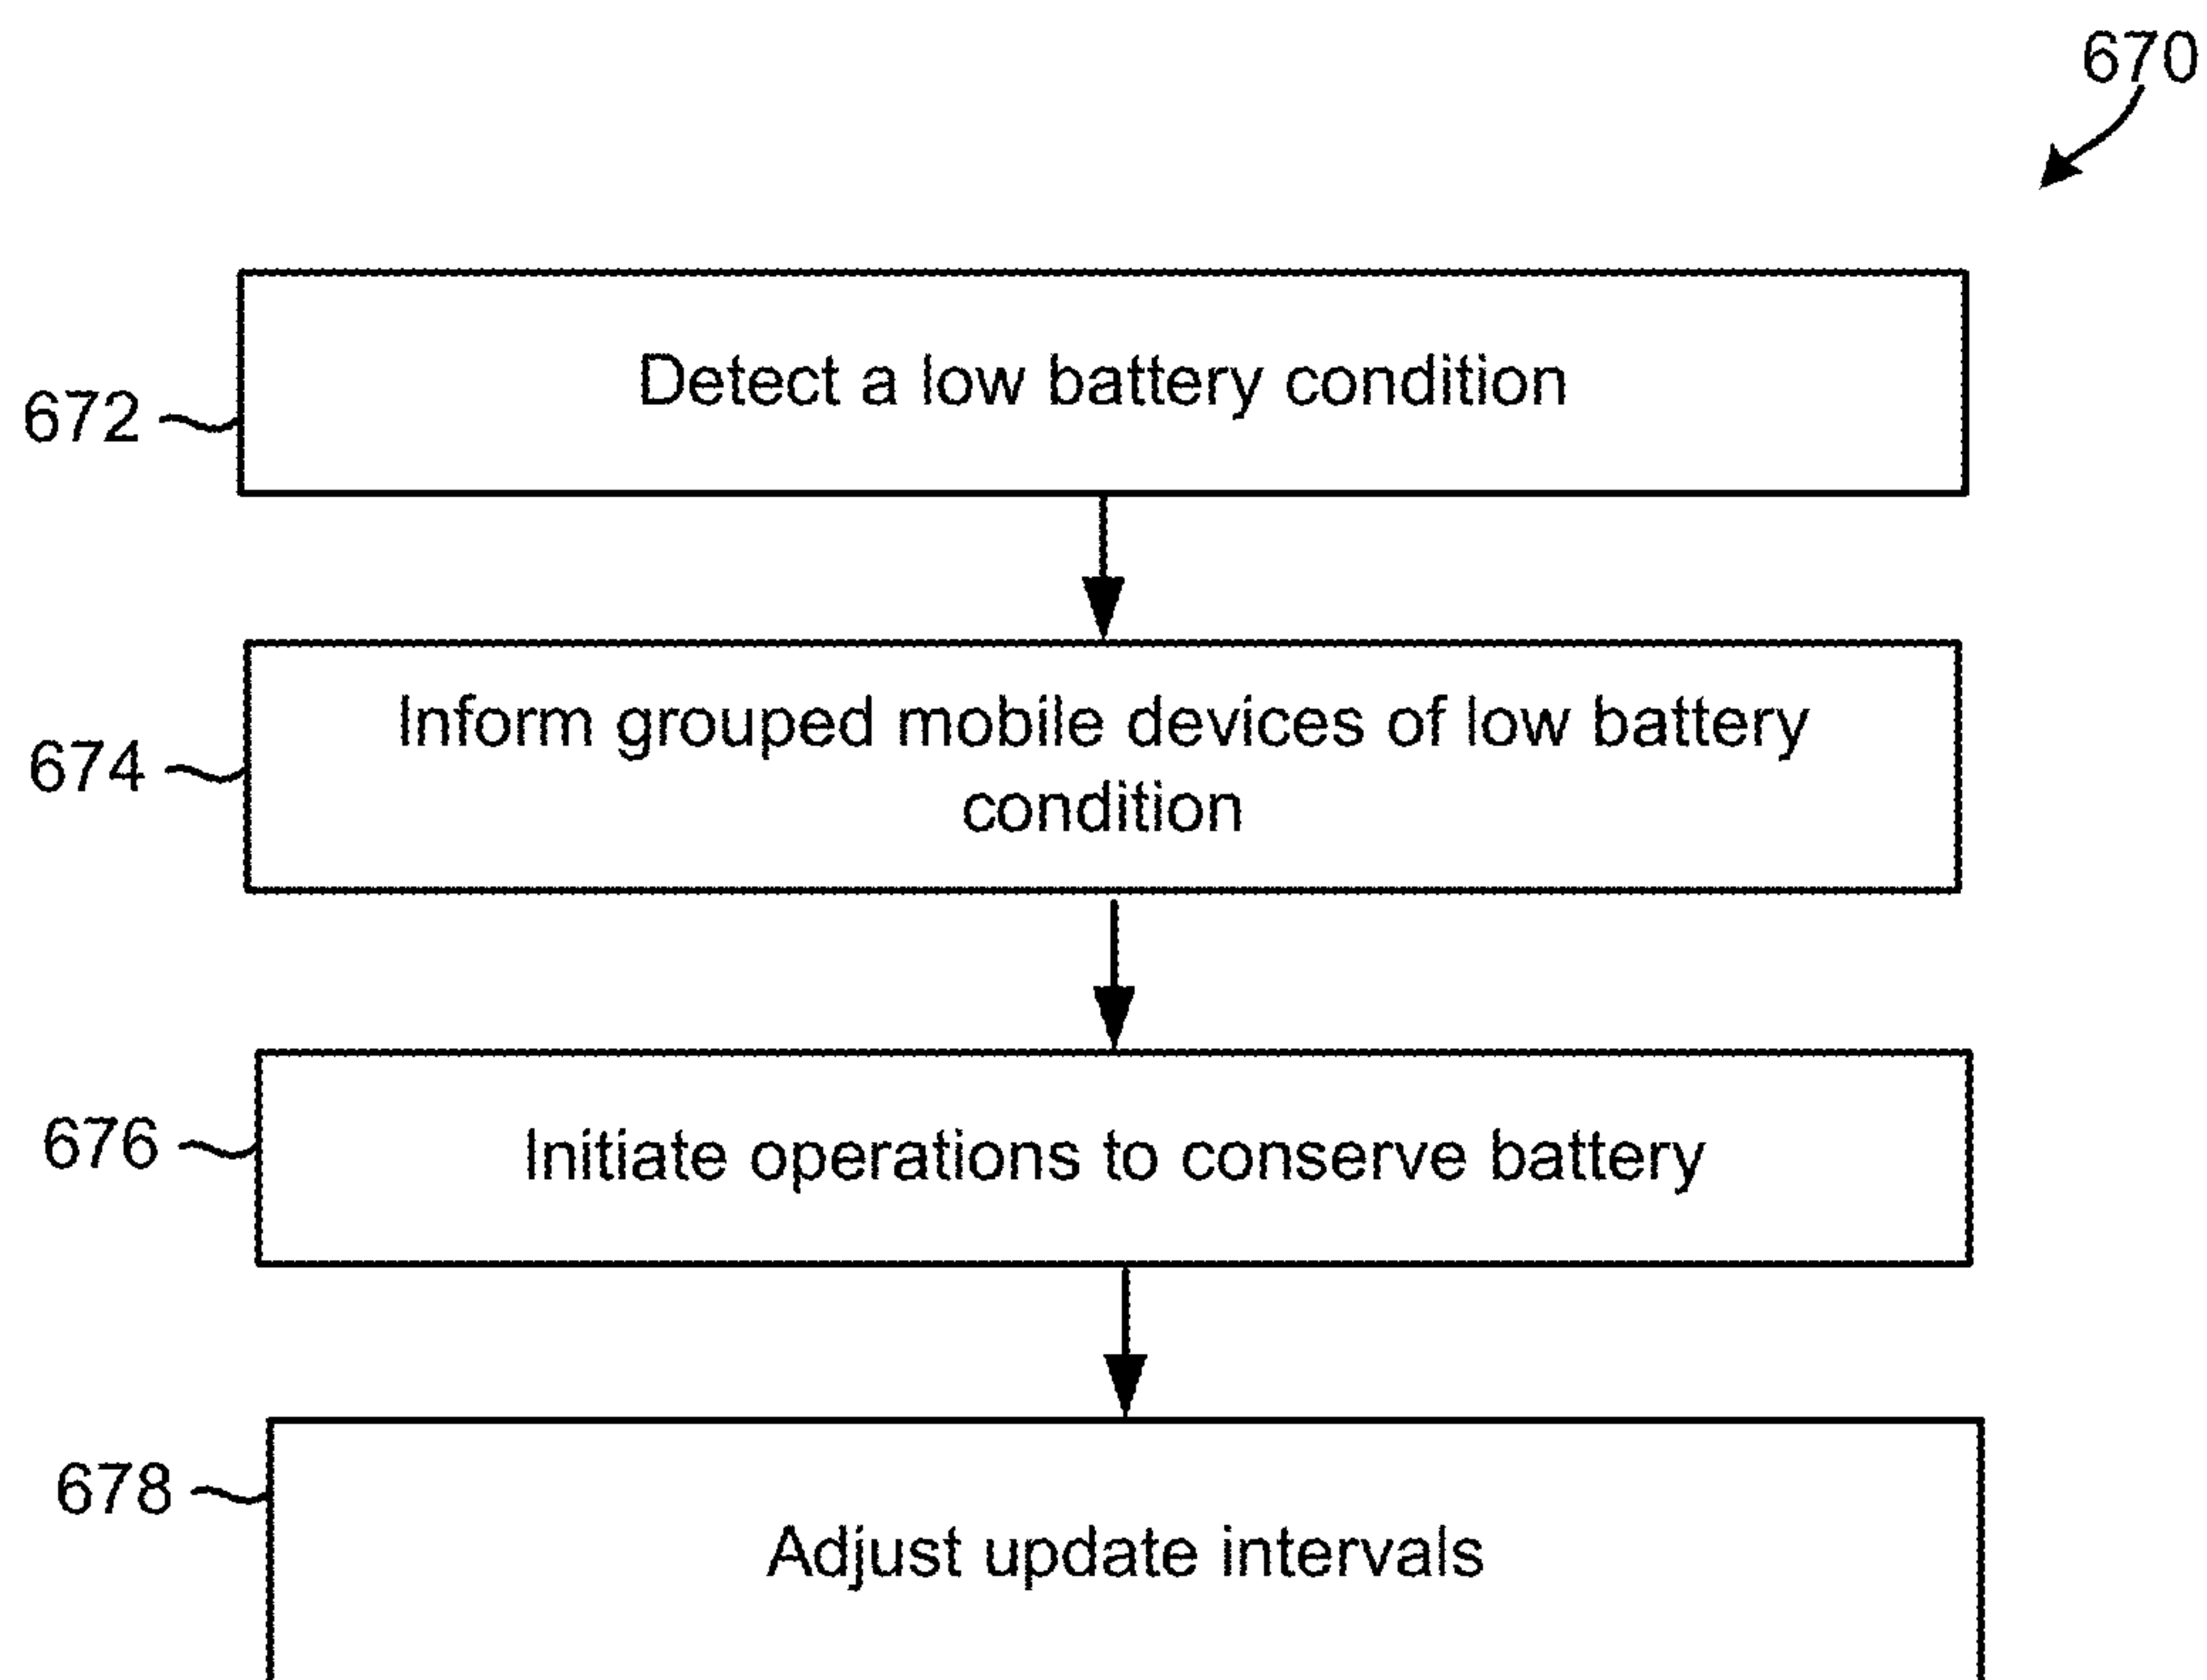 670
672
Detect a low battery condition
674
Inform grouped mobile devices of low battery
condition
676
Initiate operations to conserve battery
678
Adjust update intervals